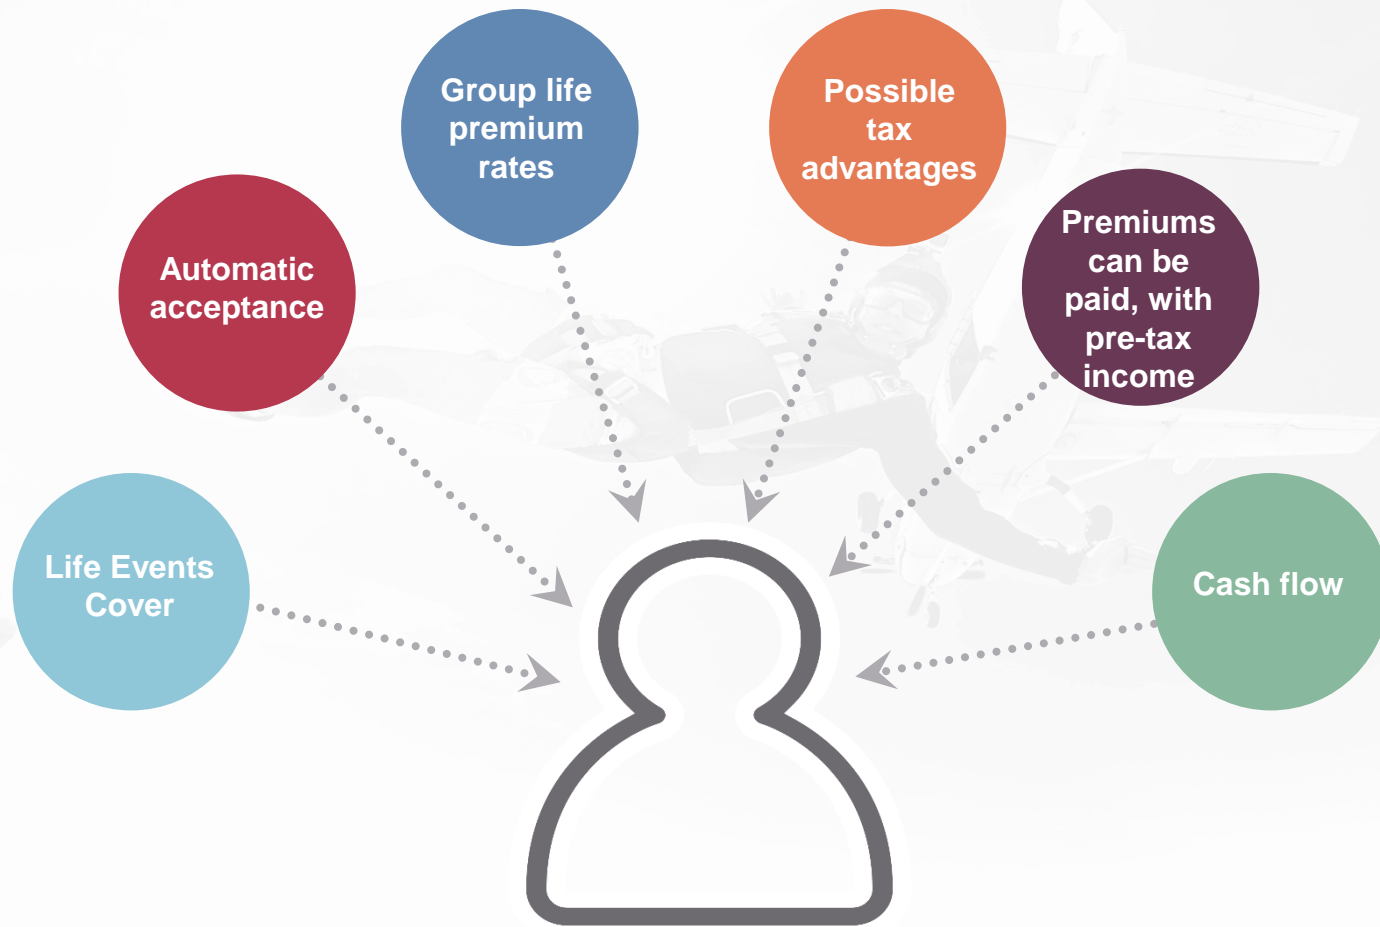 Group life
premium
rates
Possible
tax
advantages
Automatic
acceptance
Premiums
can be
paid, with
pre-tax
income
Life Events
Cover
Cash flow